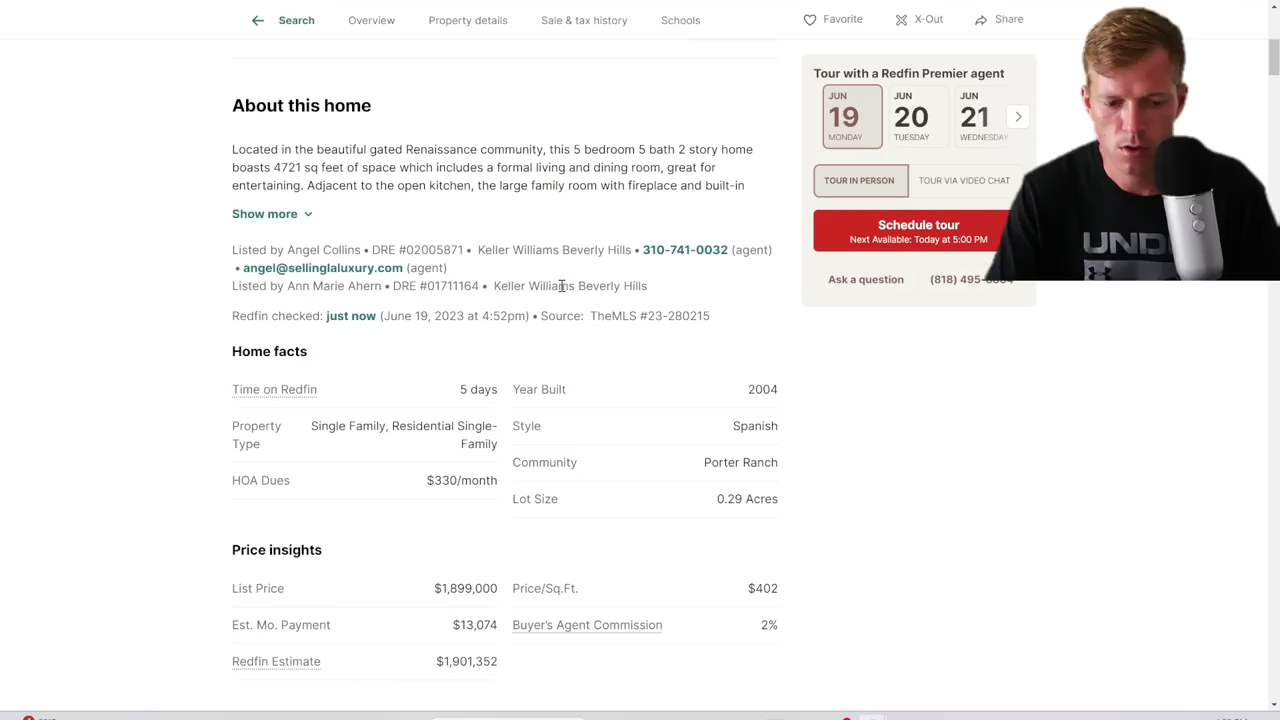 Search
Overview
Property details
Sale & tax history
Schools
Favorite
X-Out
Share
About this home
Located in the beautiful gated Renaissance community, this 5 bedroom 5 bath 2 story home
boasts 4721 sq feet of space which includes a formal living and dining room, great for
entertaining. Adjacent to the open kitchen, the large family room with fireplace and built-in
Show more
Listed by Angel Collins • DRE #02005871 • Keller Williams Beverly Hills • 310-741-0032 (agent)
• angel@sellinglaluxury.com (agent)
Listed by Ann Marie Ahern • DRE #01711164 • Keller Williams Beverly Hills
Redfin checked: just now (June 19, 2023 at 4:52pm) • Source: TheMLS #23-280215
Home facts
Time on Redfin 5 days
Property Type Single Family, Residential Single-
Family
HOA Dues $330/month
Year Built 2004
Style Spanish
Community Porter Ranch
Lot Size 0.29 Acres
Price insights
List Price $1,899,000
Est. Mo. Payment $13,074
Redfin Estimate $1,901,352
Price/Sq.Ft. $402
Buyer's Agent Commission 2%
Tour with a Redfin Premier agent
JUN JUN JUN
19 20 21
MONDAY TUESDAY WEDNESDAY
TOUR IN PERSON TOUR VIA VIDEO CHAT
Schedule tour
Next Available: Today at 5:00 PM
Ask a question (818) 495-
UND